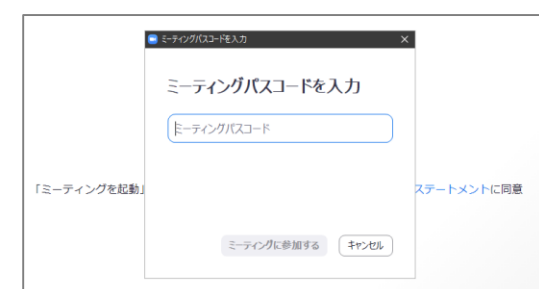 ミーティングパスコードを入力
ミーティングパスコードを入力
ミーティングパスコード
「ミーティングを起動」
ステートメントに同意
ミーティングに参加する
キャンセル